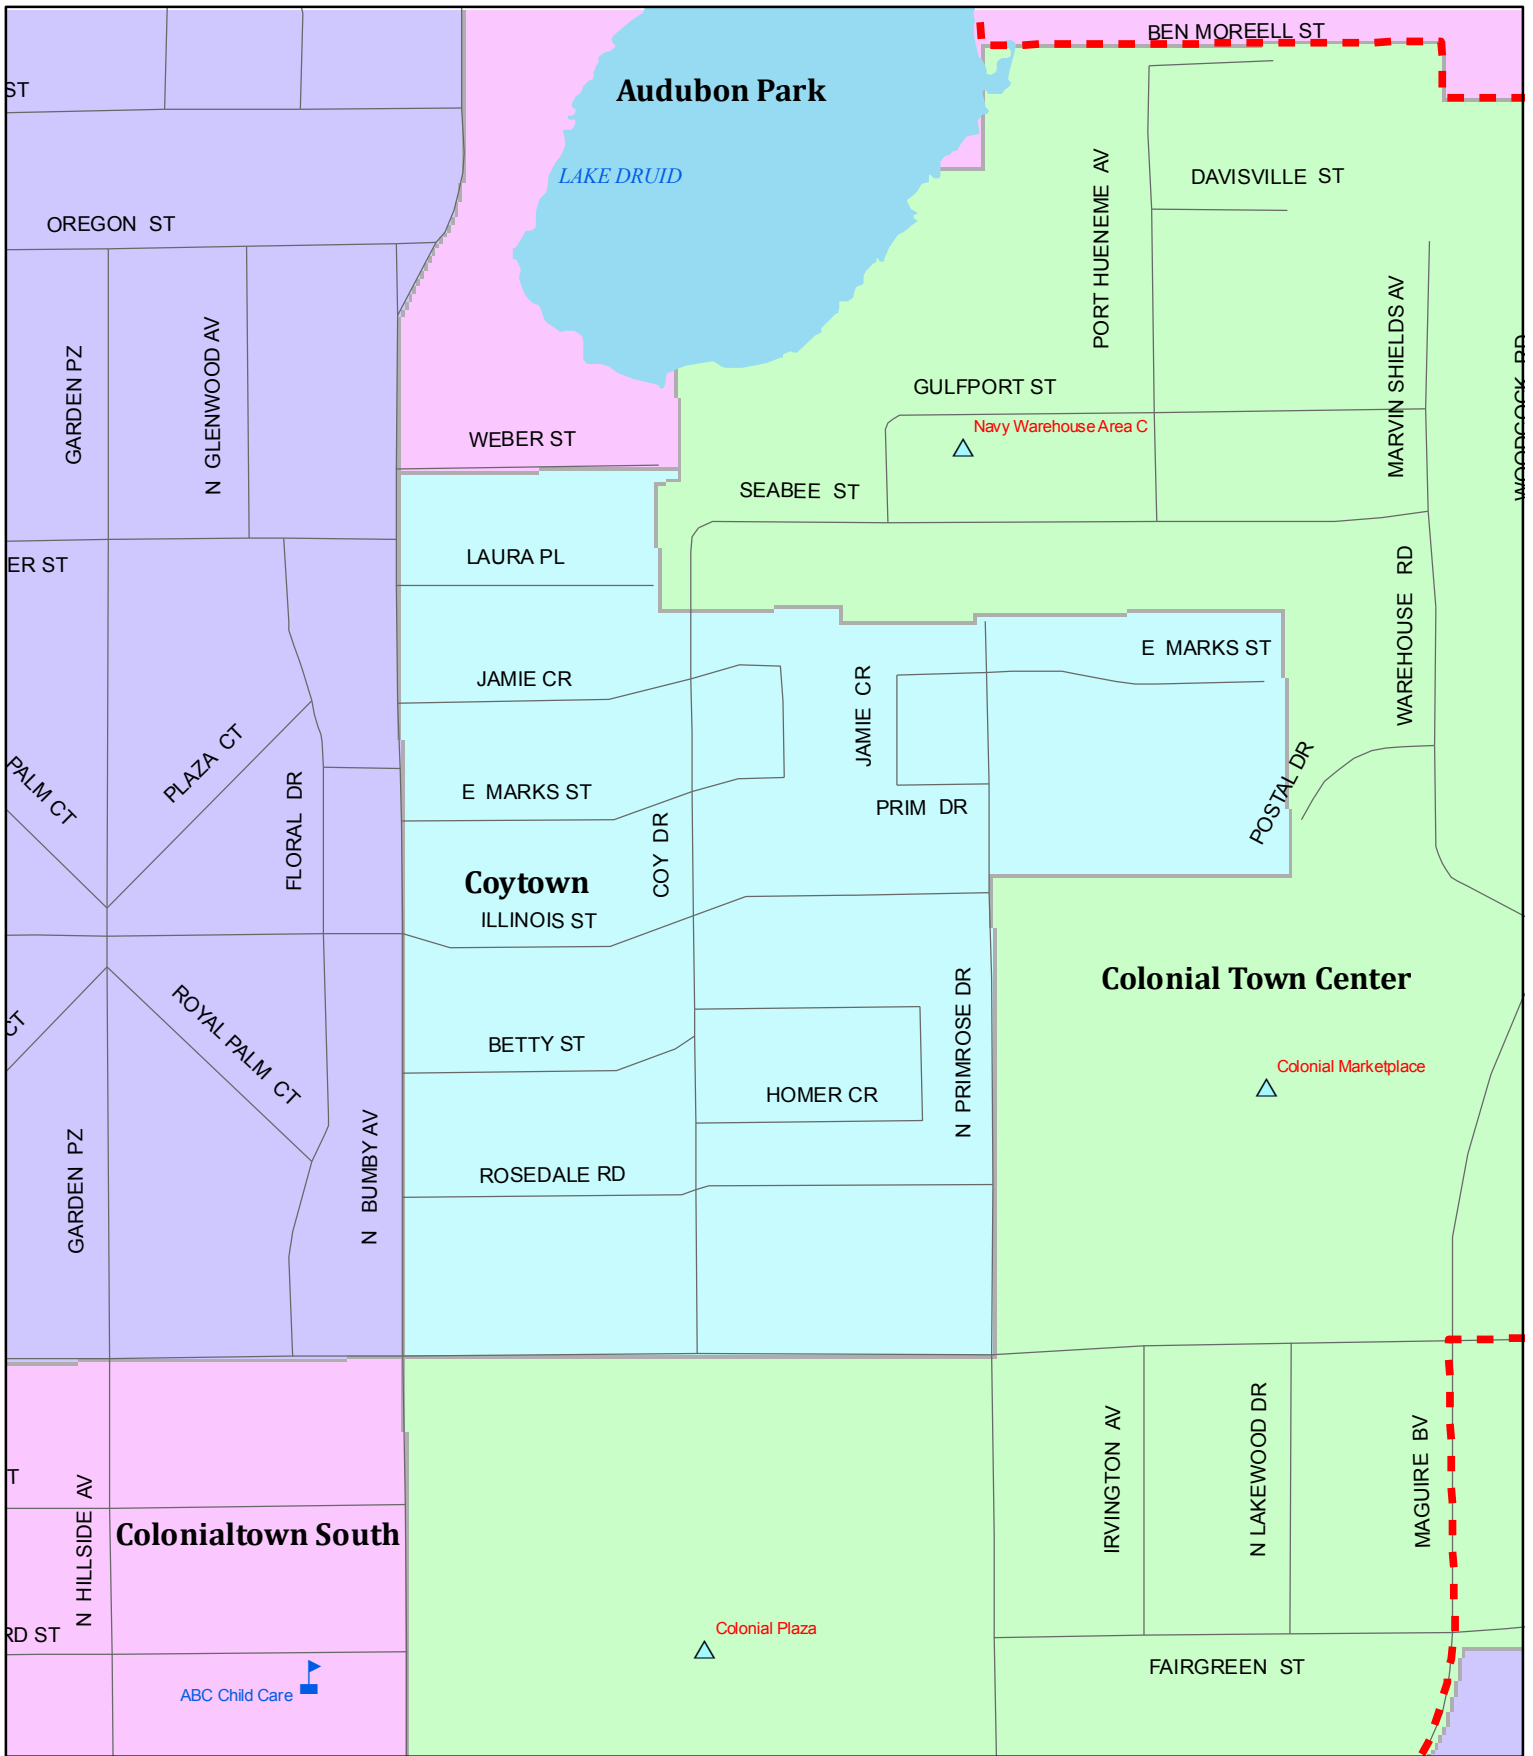 BEN MOREELL ST
ST
Audubon Park
LAKE DRUID
DAVISVILLE ST
PORT HUENEME AV
OREGON ST
GARDEN PZ
N GLENWOOD AV
MARVIN SHIELDS AV
WOODCOCK RD
GULFPORT ST
Navy Warehouse Area C
WEBER ST
SEABEE ST
LAURA PL
ER ST
WAREHOUSE RD
E MARKS ST
JAMIE CR
JAMIE CR
PLAZA CT
PALM CT
FLORAL DR
E MARKS ST
PRIM DR
POSTAL DR
COY DR
Coytown
ILLINOIS ST
Colonial Town Center
CT
ROYAL PALM CT
BETTY ST
N PRIMROSE DR
Colonial Marketplace
HOMER CR
GARDEN PZ
N BUMBY AV
ROSEDALE RD
IRVINGTON AV
N LAKEWOOD DR
MAGUIRE BV
T
N HILLSIDE AV
Colonialtown South
RD ST
Colonial Plaza
FAIRGREEN ST
ABC Child Care